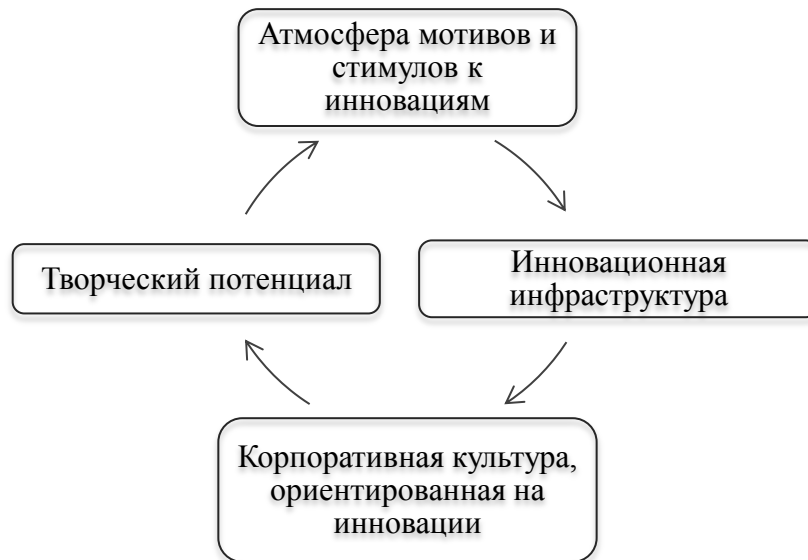 Атмосфера мотивов и
стимулов к
инновациям
Творческий потенциал
Инновационная
инфраструктура
Корпоративная культура,
ориентированная на
инновации